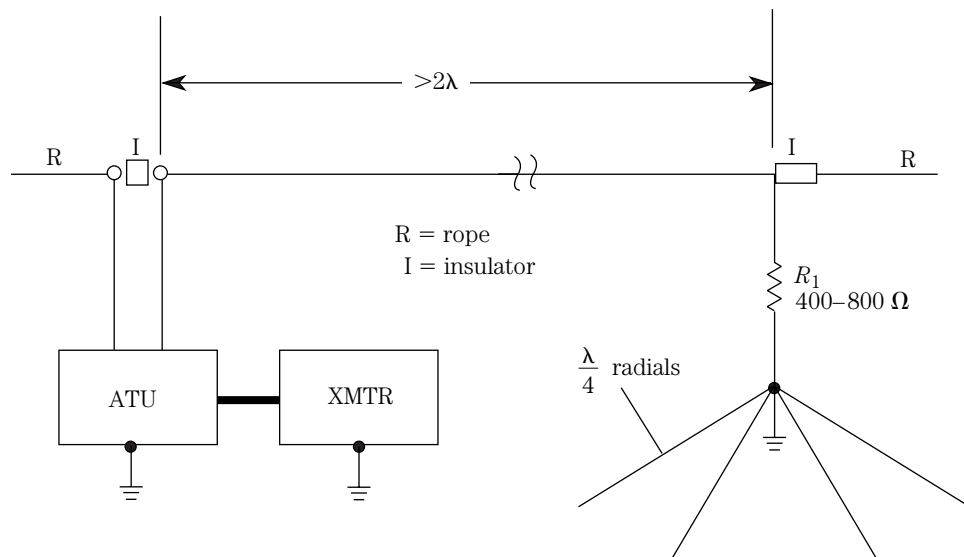 >2λ
R
I
I
R
R = rope
I = insulator
R1
400–800 Ω
λ/4 radials
ATU
XMTR